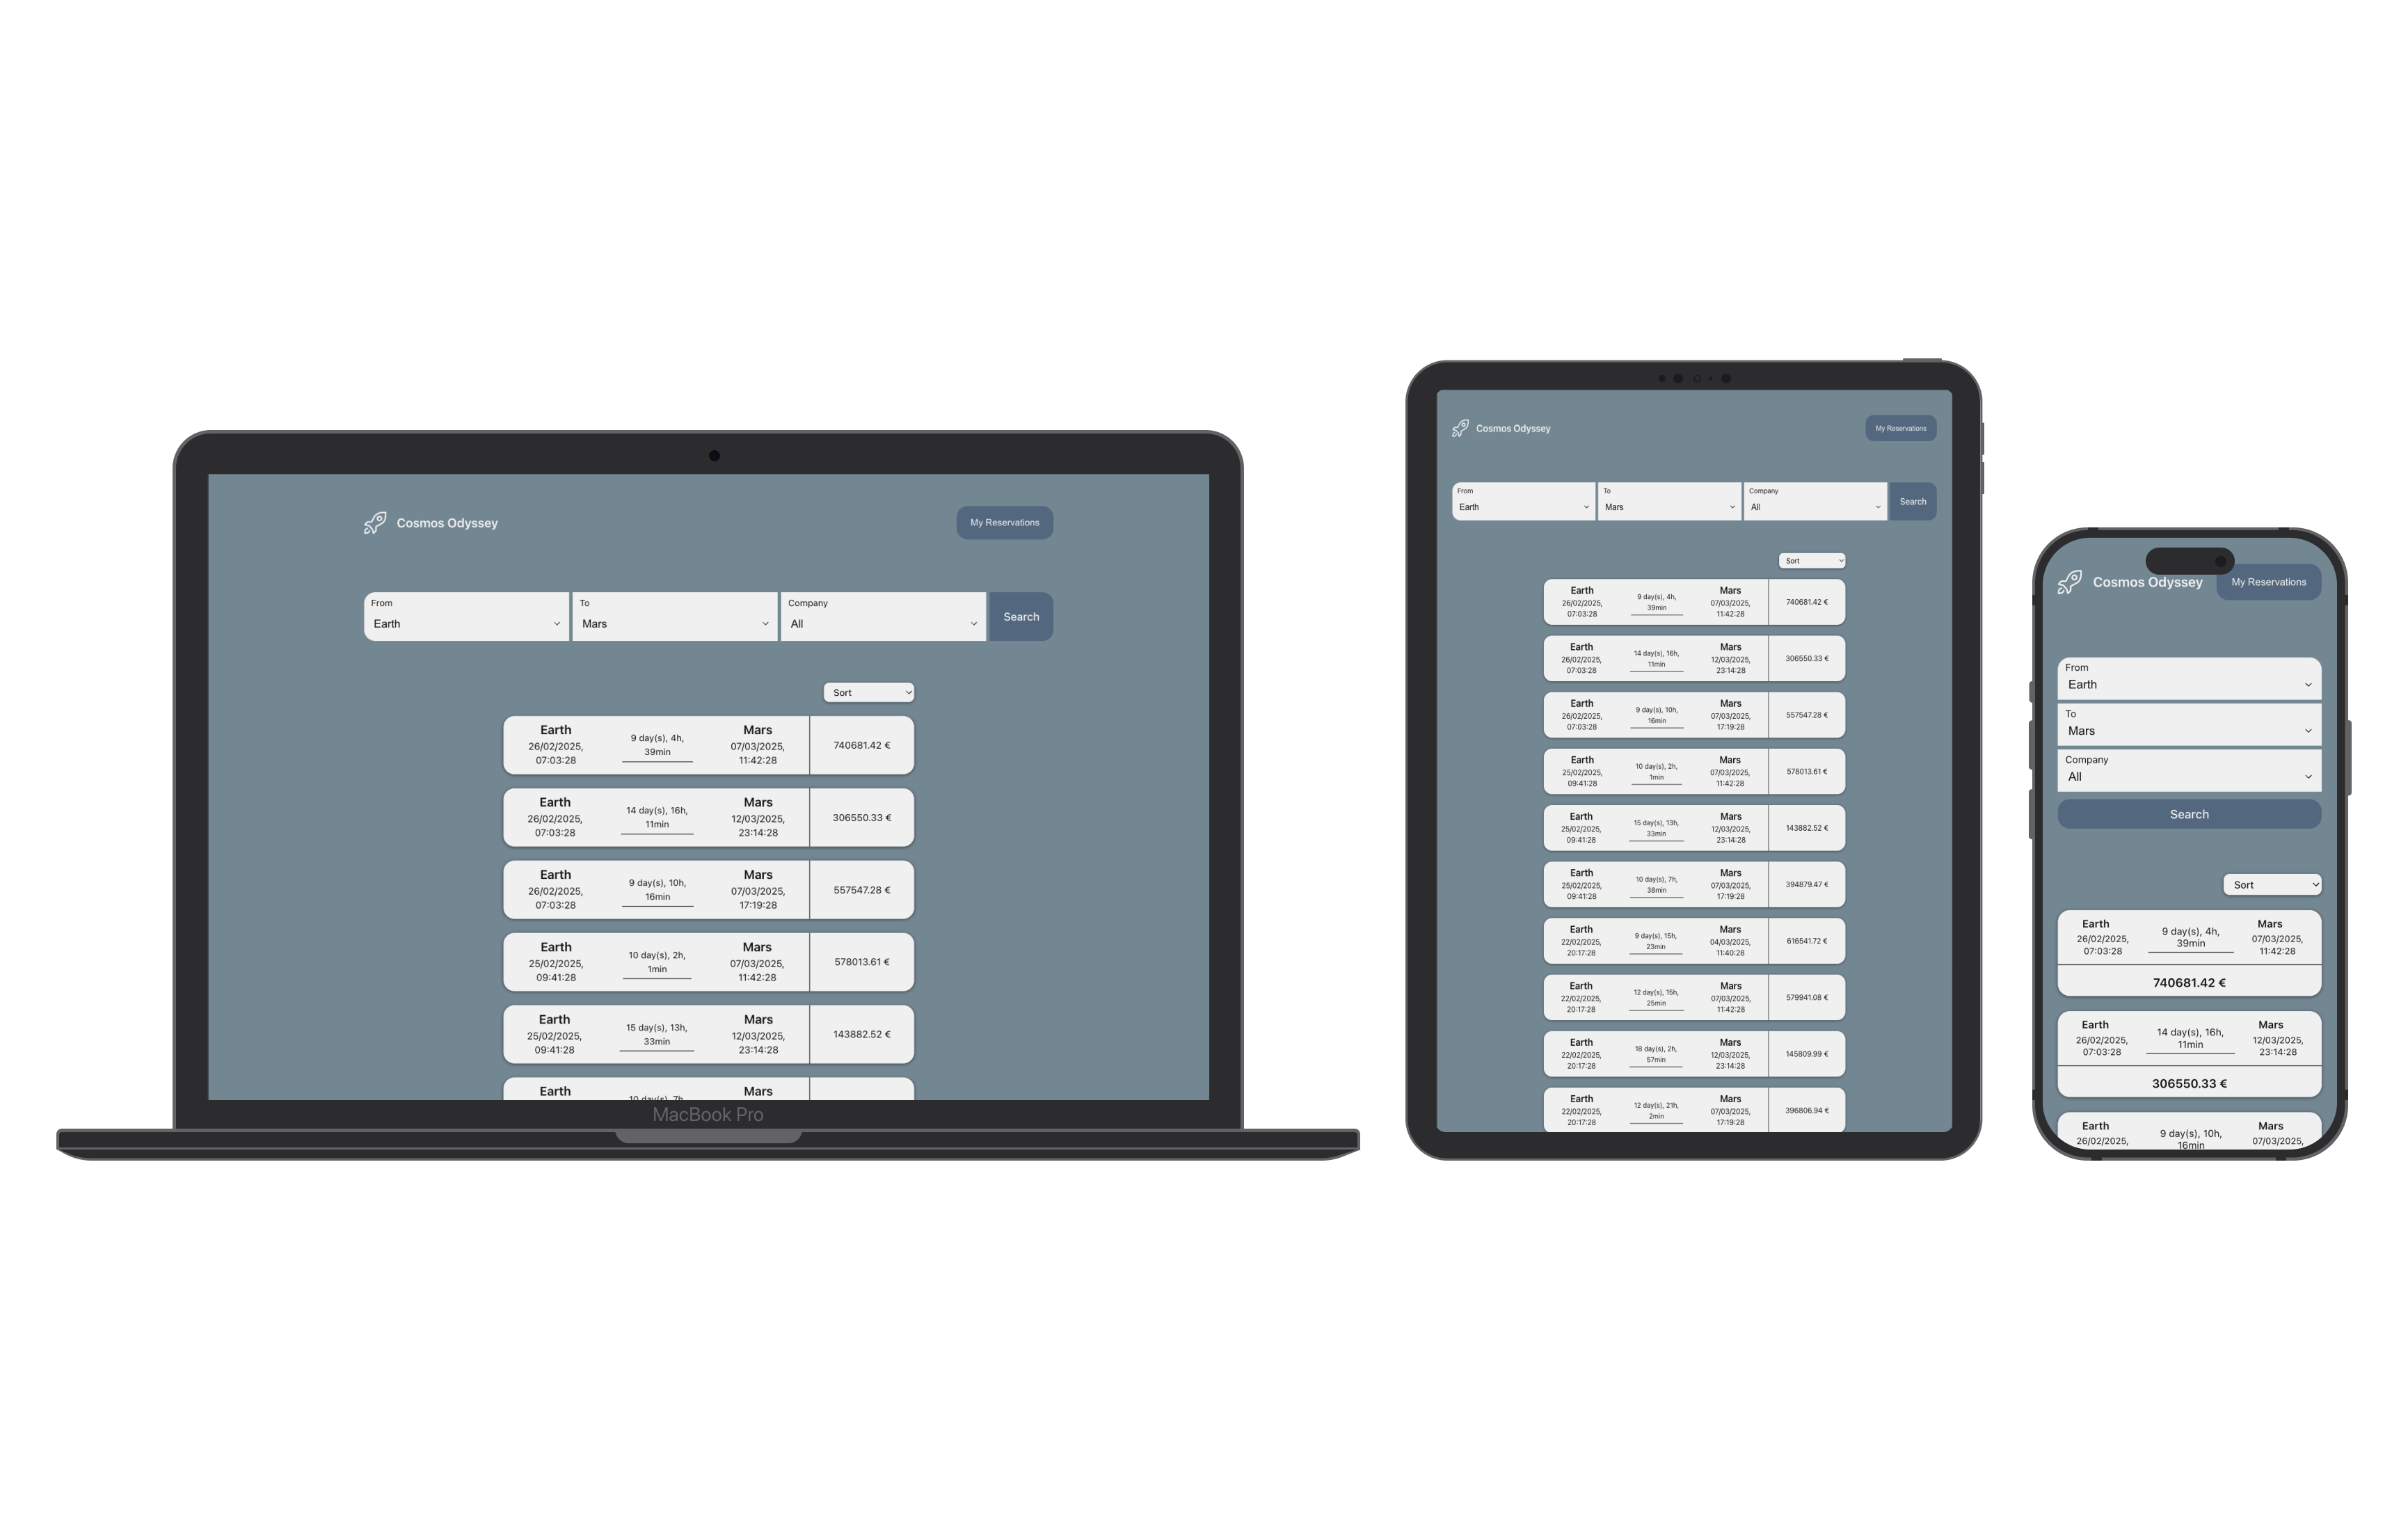 Cosmos Odyssey
My Reservations
From
To
Company
Earth
Mars
All
Search
Sort
Earth
9 day(s), 4h,
39min
Mars
26/02/2025,
07:03:28
07/03/2025,
11:42:28
740681.42 €
Earth
14 day(s), 16h,
11min
Mars
26/02/2025,
07:03:28
12/03/2025,
23:14:28
306550.33 €
Earth
9 day(s), 10h,
16min
Mars
26/02/2025,
07:03:28
07/03/2025,
17:19:28
557547.28 €
Earth
10 day(s), 2h,
1min
Mars
25/02/2025,
09:41:28
07/03/2025,
11:42:28
578013.61 €
Earth
15 day(s), 13h,
33min
Mars
25/02/2025,
09:41:28
12/03/2025,
23:14:28
143882.52 €
Earth
10 day(s), 7h,
Mars
MacBook Pro
Cosmos Odyssey
My Reservations
From
To
Company
Earth
Mars
All
Search
Sort
Earth
9 day(s), 4h,
39min
Mars
26/02/2025,
07:03:28
07/03/2025,
11:42:28
740681.42 €
Earth
14 day(s), 16h,
11min
Mars
26/02/2025,
07:03:28
12/03/2025,
23:14:28
306550.33 €
Earth
9 day(s), 10h,
16min
Mars
26/02/2025,
07:03:28
07/03/2025,
17:19:28
557547.28 €
Earth
10 day(s), 2h,
1min
Mars
25/02/2025,
09:41:28
07/03/2025,
11:42:28
578013.61 €
Earth
15 day(s), 13h,
33min
Mars
25/02/2025,
09:41:28
12/03/2025,
23:14:28
143882.52 €
Earth
10 day(s), 7h,
38min
Mars
25/02/2025,
09:41:28
07/03/2025,
17:19:28
394879.47 €
Earth
9 day(s), 15h,
23min
Mars
22/02/2025,
20:17:28
04/03/2025,
11:40:28
616541.72 €
Earth
12 day(s), 15h,
25min
Mars
22/02/2025,
20:17:28
07/03/2025,
11:42:28
579941.08 €
Earth
18 day(s), 2h,
57min
Mars
22/02/2025,
20:17:28
12/03/2025,
23:14:28
145809.99 €
Earth
12 day(s), 21h,
2min
Mars
22/02/2025,
20:17:28
07/03/2025,
17:19:28
396806.94 €
Cosmos Odyssey
My Reservations
From
Earth
To
Mars
Company
All
Search
Sort
Earth
9 day(s), 4h,
39min
Mars
26/02/2025,
07:03:28
07/03/2025,
11:42:28
740681.42 €
Earth
14 day(s), 16h,
11min
Mars
26/02/2025,
07:03:28
12/03/2025,
23:14:28
306550.33 €
Earth
9 day(s), 10h,
16min
Mars
26/02/2025,
07/03/2025,